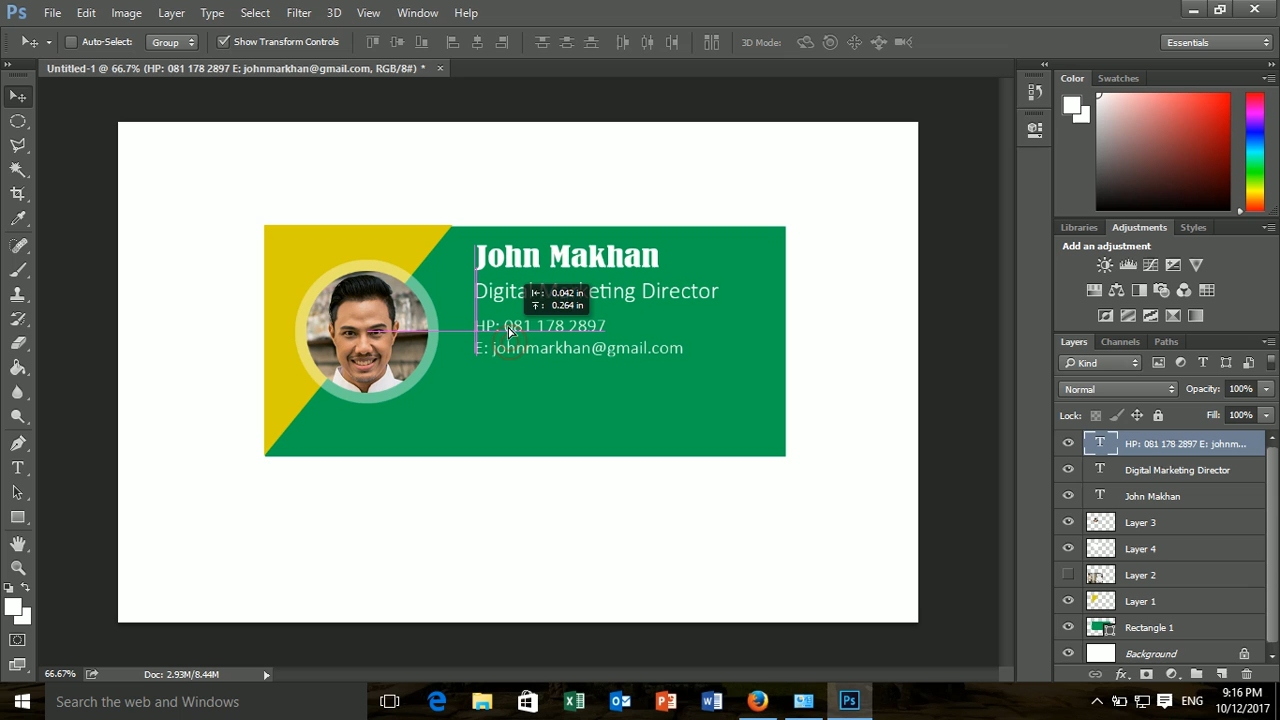 Ps File Edit Image Layer Type Select Filter 3D View Window Help
Auto-Select: Group Show Transform Controls 3D Mode: Essentials
Untitled-1 @ 66.7% (HP: 081 178 2897 E: johnmarkhan@gmail.com, RGB/8#) * ×
Color Swatches
Libraries Adjustments Styles
Add an adjustment
Layers Channels Paths
Kind
Normal Opacity: 100%
Lock: Fill: 100%
T HP: 081 178 2897 E: johnm...
T Digital Marketing Director
T John Makhan
Layer 3
Layer 4
Layer 2
Layer 1
Rectangle 1
Background
John Makhan
Digital Marketing Director
0.042 in
0.264 in
HP: 081 178 2897
E: johnmarkhan@gmail.com
66.67% Doc: 2.93M/8.44M
Search the web and Windows
ENG
9:16 PM
10/12/2017